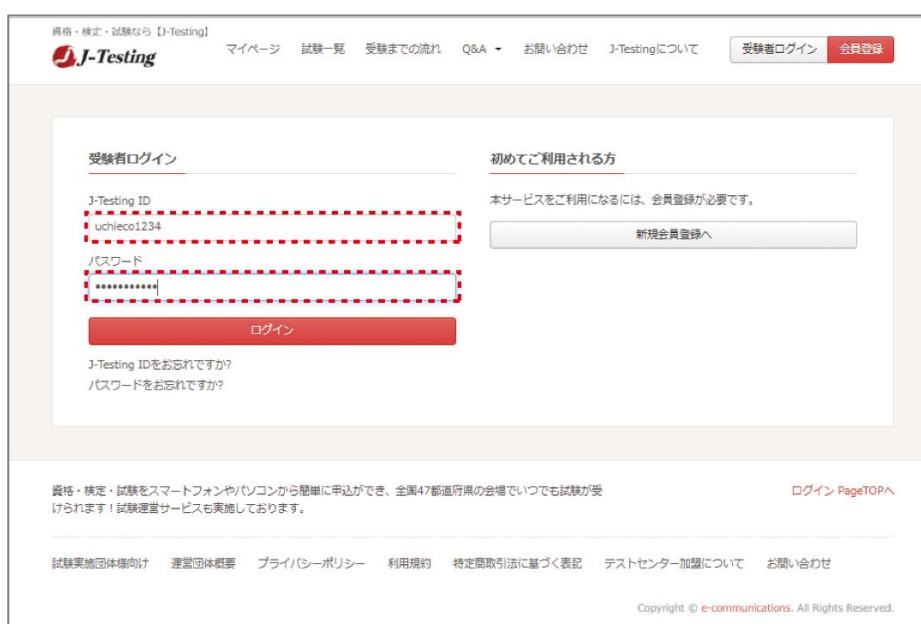 資格・検定・試験なら【J-Testing】
J-Testing
マイページ 試験一覧 受験までの流れ Q&A お問い合わせ J-Testingについて 受験者ログイン 会員登録
受験者ログイン
J-Testing ID
uchieco1234
パスワード
•••••••••••
ログイン
J-Testing IDをお忘れですか?
パスワードをお忘れですか?
初めてご利用される方
本サービスをご利用になるには、会員登録が必要です。
新規会員登録へ
資格・検定・試験をスマートフォンやパソコンから簡単に申込ができ、全国47都道府県の会場でいつでも試験が受
けられます！試験運営サービスも実施しております。
ログイン PageTOPへ
試験実施団体様向け 運営団体概要 プライバシーポリシー 利用規約 特定商取引法に基づく表記 テストセンター加盟について お問い合わせ
Copyright © e-communications. All Rights Reserved.